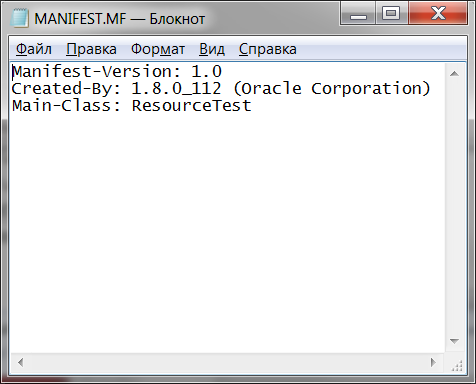 MANIFEST.MF — Блокнот
Файл Правка Формат Вид Справка
Manifest-Version: 1.0
Created-By: 1.8.0_112 (Oracle Corporation)
Main-Class: ResourceTest